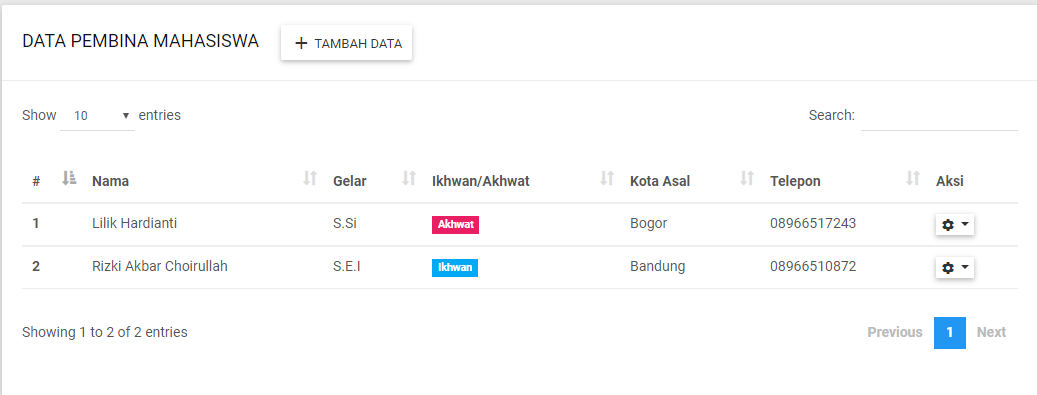 DATA PEMBINA MAHASISWA + TAMBAH DATA
Show 10 entries Search:
# Nama Gelar Ikhwan/Akhwat Kota Asal Telepon Aksi
1 Lilik Hardianti S.Si Akhwat Bogor 08966517243
2 Rizki Akbar Choirullah S.E.I Ikhwan Bandung 08966510872
Showing 1 to 2 of 2 entries Previous 1 Next